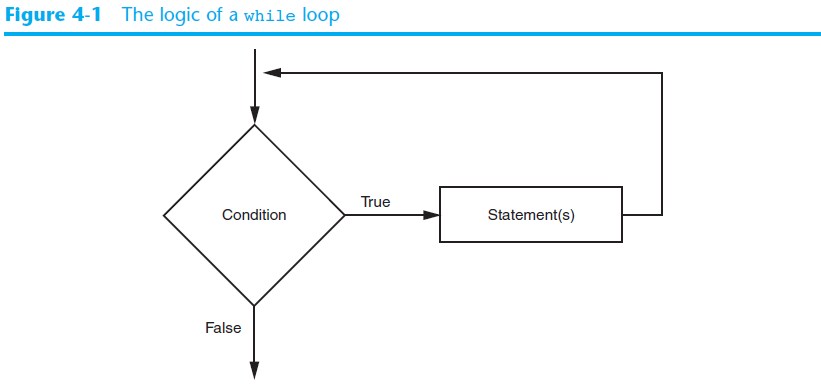 Figure 4-1 The logic of a while loop
True
Condition
Statement(s)
False